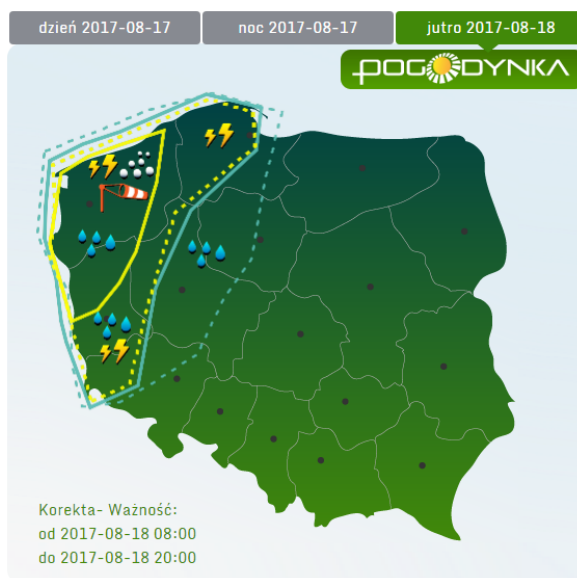 dzień 2017-08-17
noc 2017-08-17
jutro 2017-08-18
POGODYNKA
Korekta- Ważność:
od 2017-08-18 08:00
do 2017-08-18 20:00